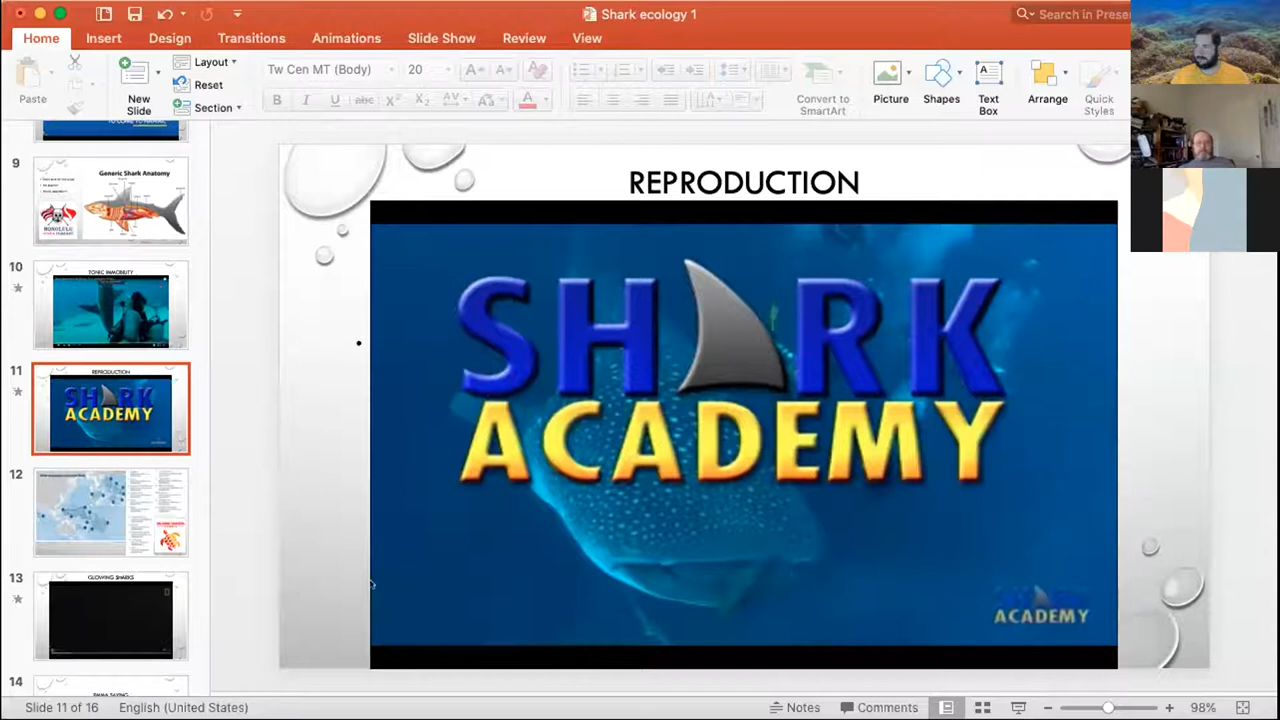 Shark ecology 1
Search in Prese
Home
Insert
Design
Transitions
Animations
Slide Show
Review
View
Paste
New
Slide
Layout
Reset
Section
Tw Cen MT (Body)
20
Convert to
SmartArt
Picture
Shapes
Text
Box
Arrange
Quick
Styles
9
Generic Shark Anatomy
10
TONIC IMMOBILITY
11
REPRODUCTION
SHARK
ACADEMY
12
13
GLOWING SHARKS
14
REPRODUCTION
SHARK
ACADEMY
ACADEMY
Slide 11 of 16
English (United States)
Notes
Comments
98%